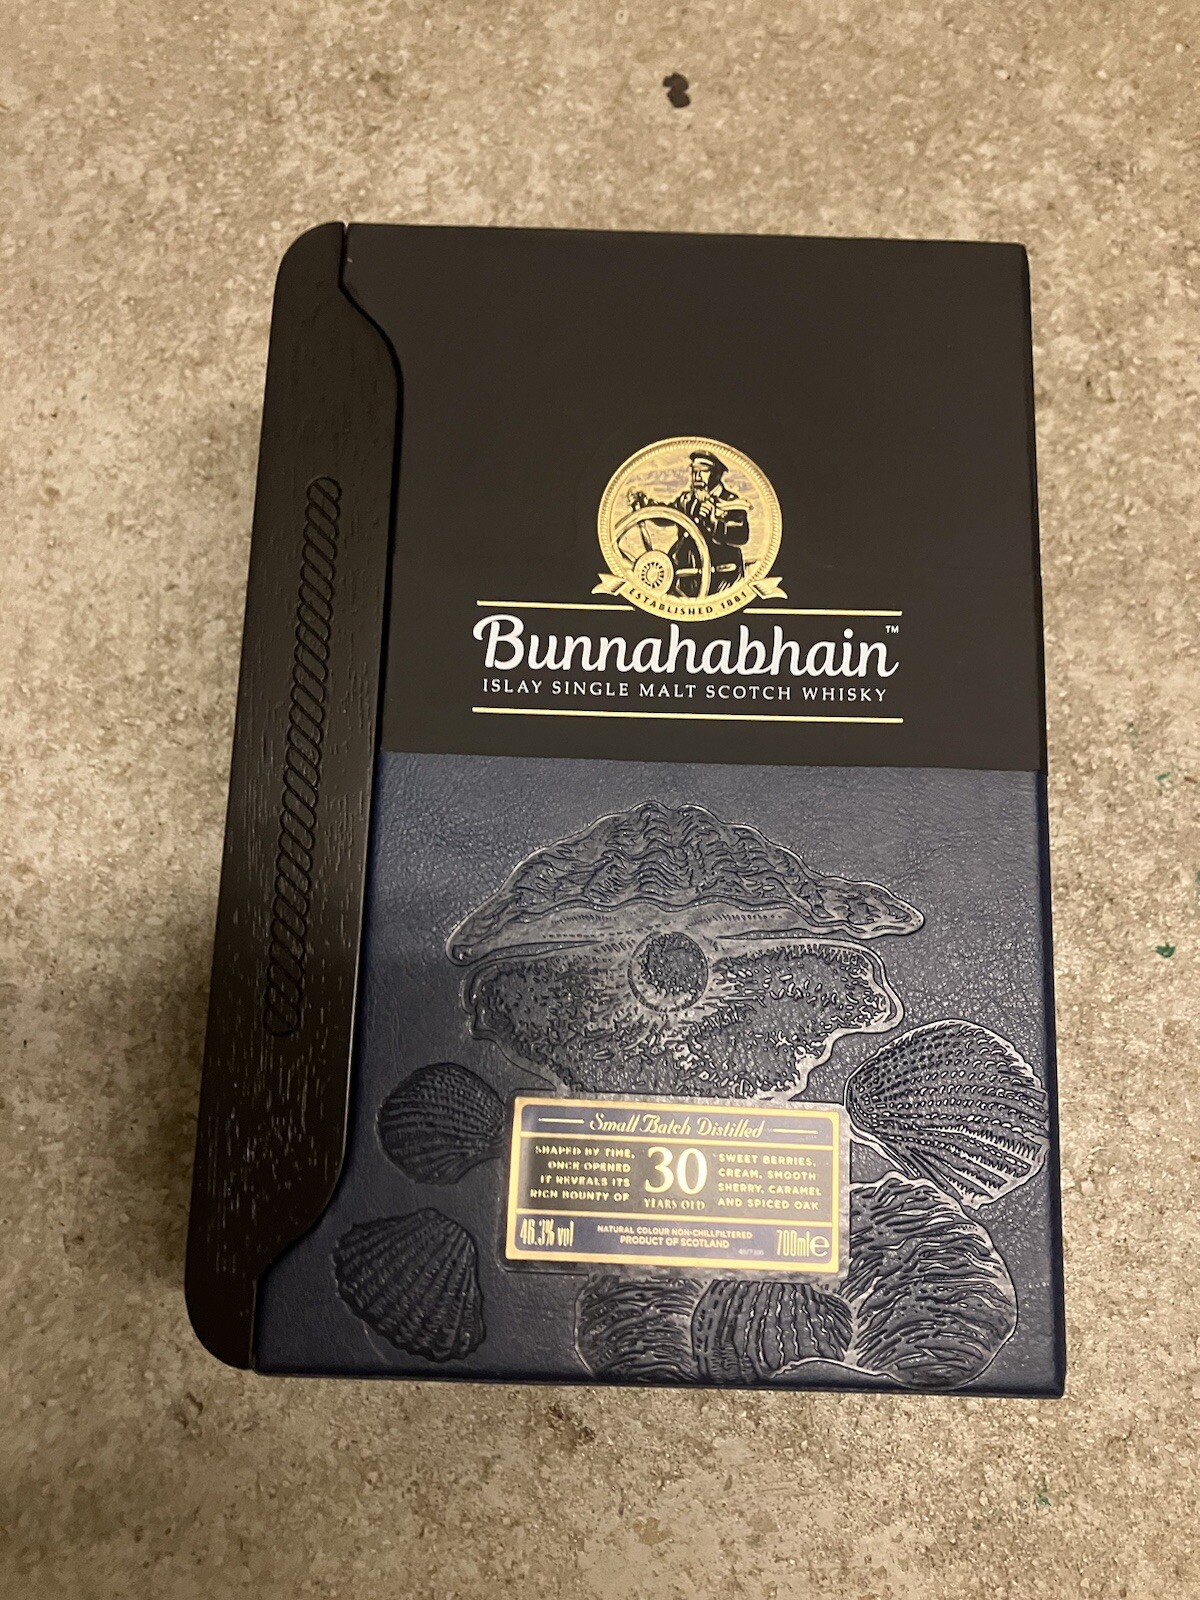 ESTABLISHED 1881
Bunnahabhain™
ISLAY SINGLE MALT SCOTCH WHISKY
Small Batch Distilled
SHAPED BY TIME,
ONCE OPENED
IT REVEALS ITS
RICH BOUNTY OF
30
YEARS OLD
SWEET BERRIES,
CREAM, SMOOTH
SHERRY, CARAMEL
AND SPICED OAK
46.3% vol
NATURAL COLOUR NON-CHILLFILTERED
PRODUCT OF SCOTLAND
700ml℮